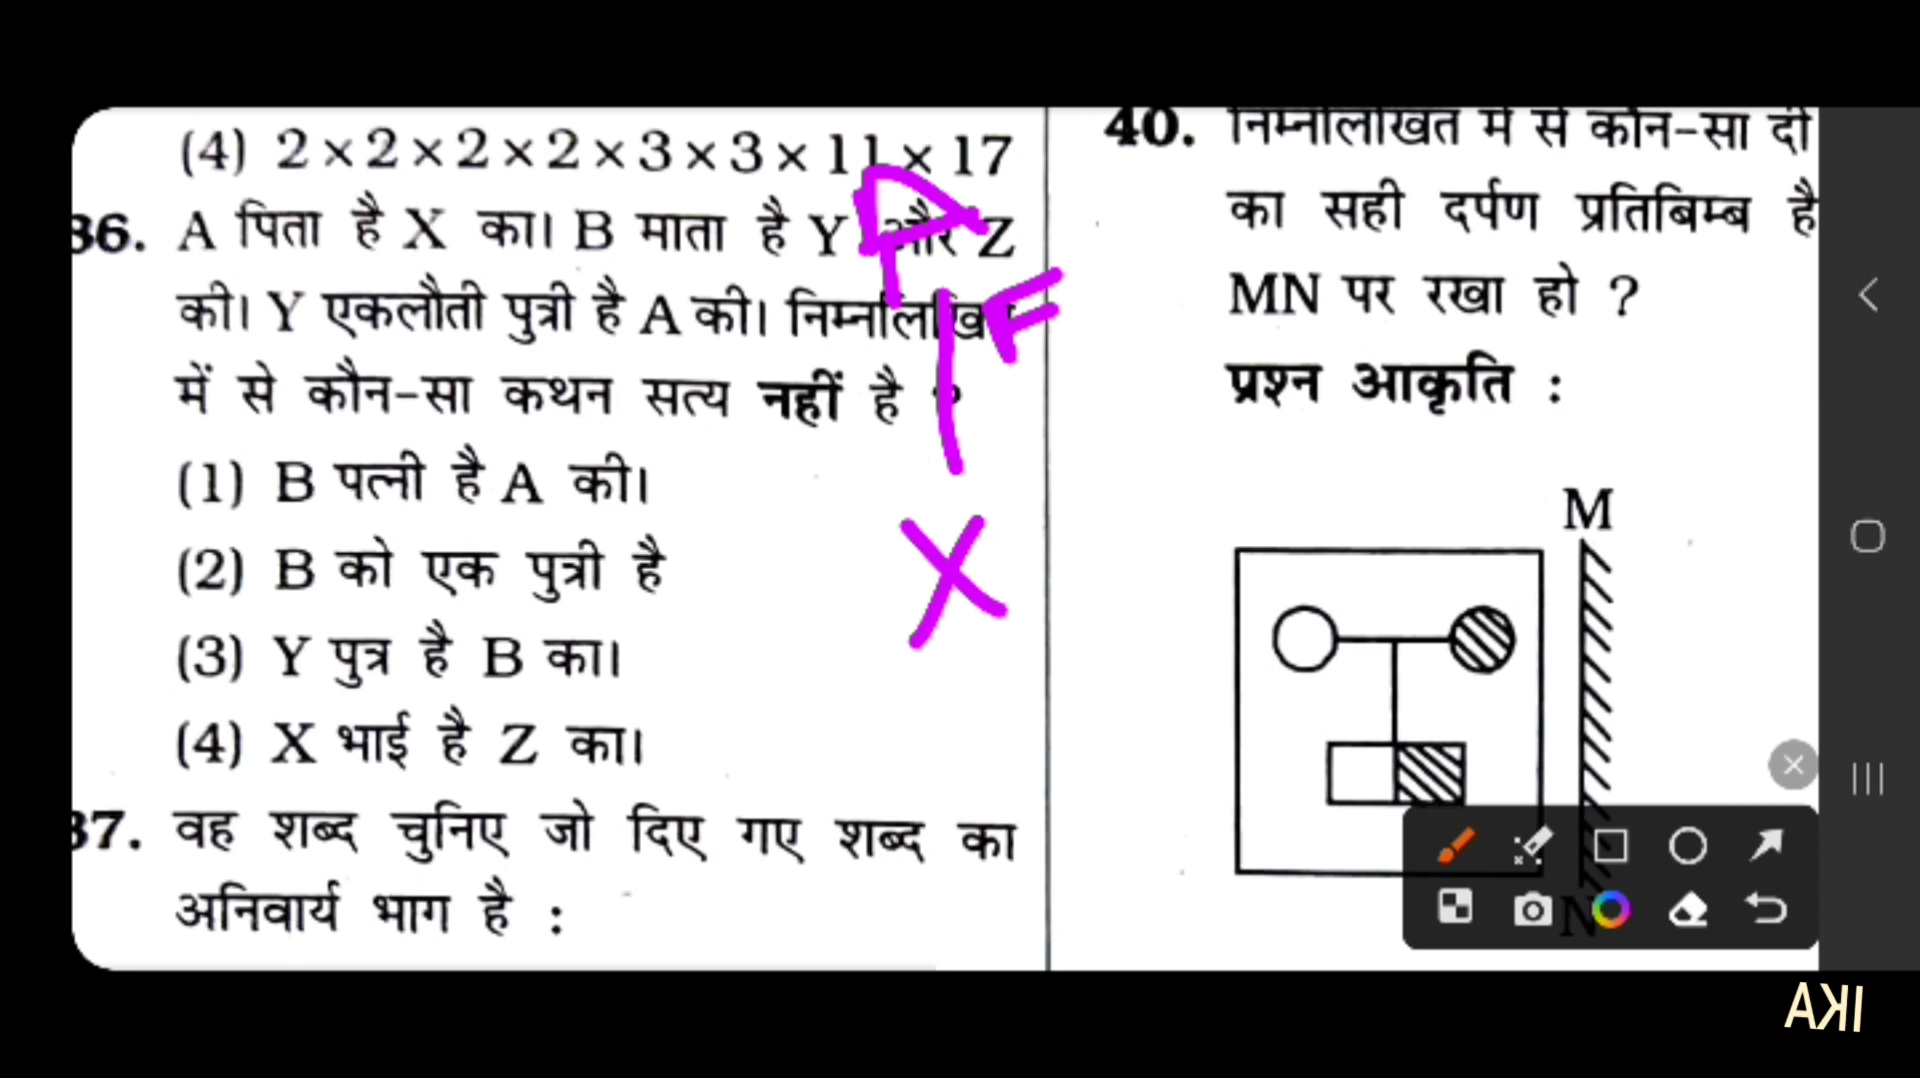 (4) 2×2×2×2×3×3×11×17
36. A पिता है X का। B माता है Y और Z
की। Y एकलौती पुत्री है A की। निम्नलिखित
में से कौन-सा कथन सत्य नहीं है ?
(1) B पत्नी है A की।
(2) B को एक पुत्री है
(3) Y पुत्र है B का।
(4) X भाई है Z का।
37. वह शब्द चुनिए जो दिए गए शब्द का
अनिवार्य भाग है :
40. निम्नलिखित में से कौन-सा दी
का सही दर्पण प्रतिबिम्ब है
MN पर रखा हो ?
प्रश्न आकृति :
M
N
P
F
X